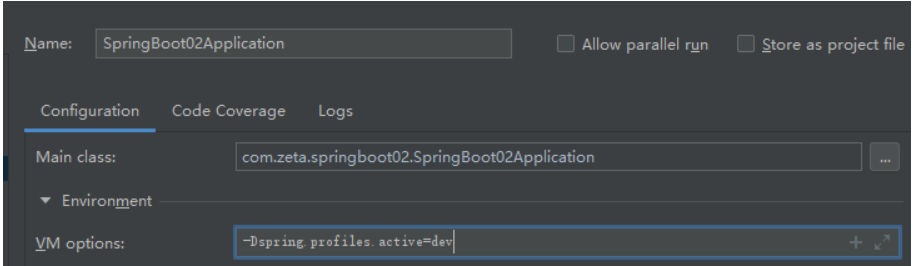 Name: SpringBoot02Application Allow parallel run Store as project file
Configuration Code Coverage Logs
Main class: com.zeta.springboot02.SpringBoot02Application ...
Environment
VM options: -Dspring.profiles.active=dev